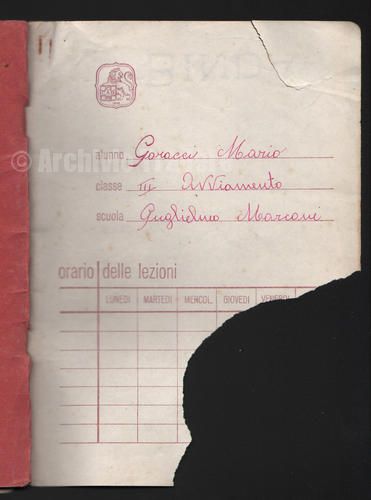 © Archivio
alunno Goracci Mario
classe III Avviamento
scuola Guglielmo Marconi
orario delle lezioni
LUNEDI MARTEDI MERCOL. GIOVEDI VENERDI